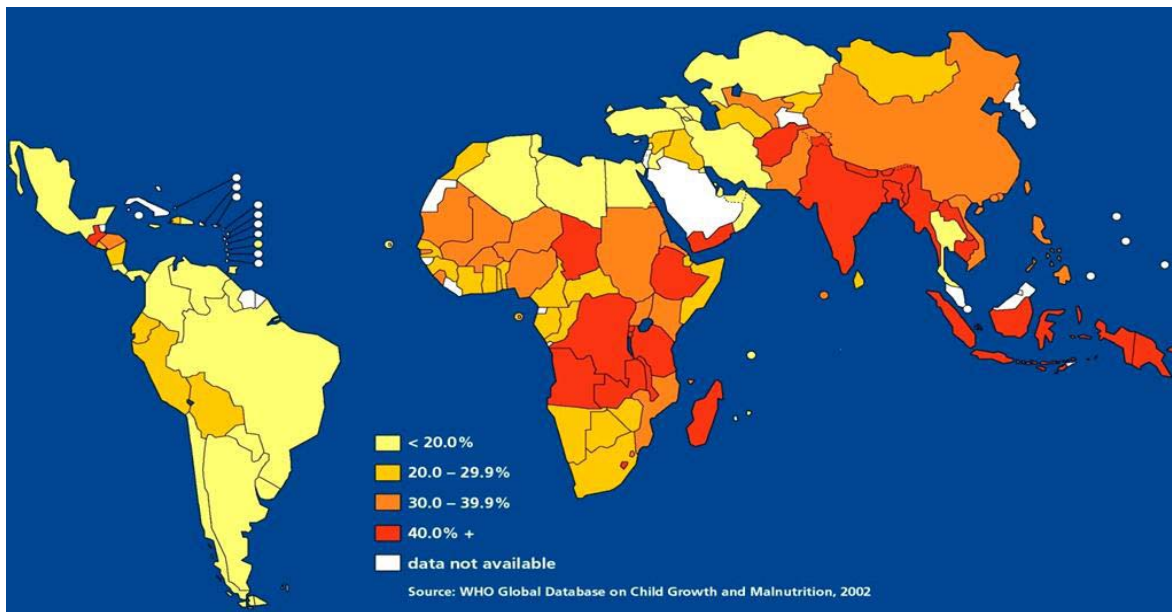 < 20.0%
20.0 – 29.9%
30.0 – 39.9%
40.0% +
data not available
Source: WHO Global Database on Child Growth and Malnutrition, 2002